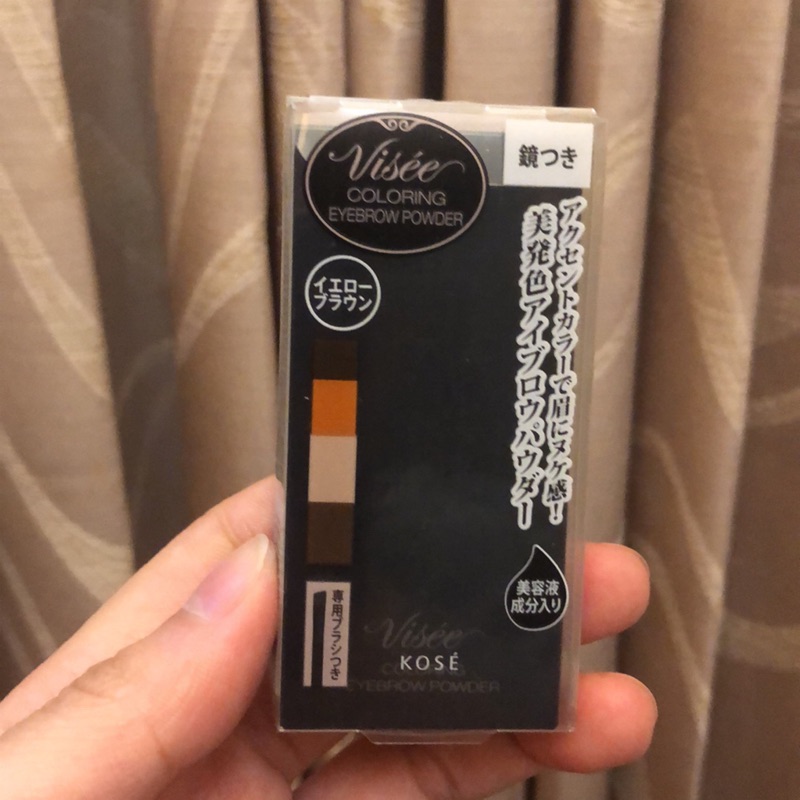 Visée
COLORING
EYEBROW POWDER
鏡つき
アクセントカラーで眉にヌケ感!
美発色アイブロウパウダー
イエロー
ブラウン
美容液
成分入り
専用ブラシつき
Visée
COLORING
EYEBROW POWDER
KOSÉ